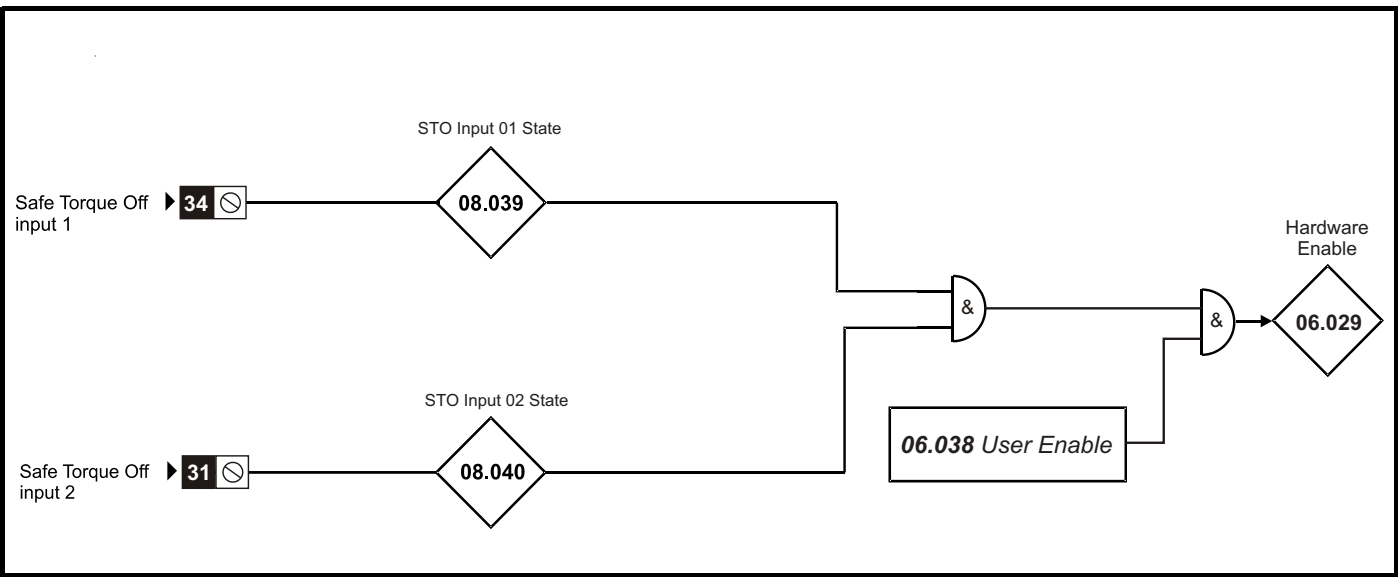 STO Input 01 State
Safe Torque Off
input 1
34
08.039
Hardware
Enable
&
&
06.029
STO Input 02 State
06.038 User Enable
Safe Torque Off
input 2
31
08.040